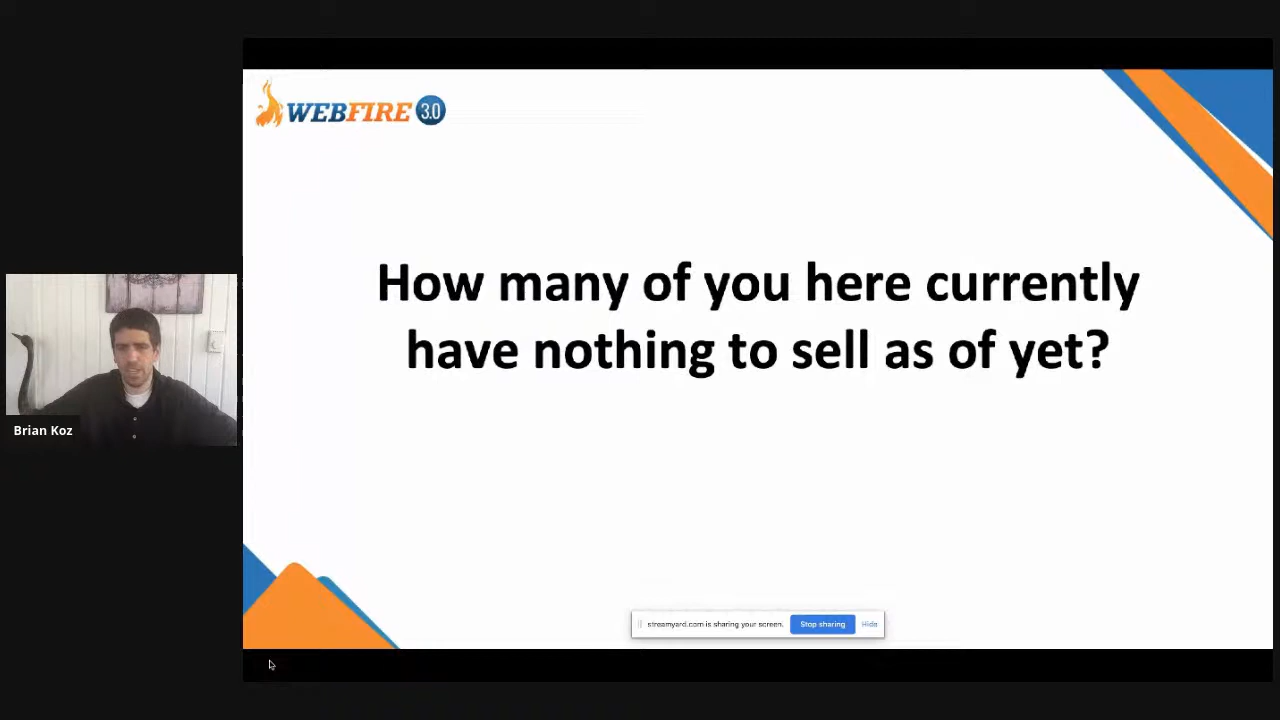 WEBFIRE 3.0
How many of you here currently
have nothing to sell as of yet?
Brian Koz
streamyard.com is sharing your screen. Stop sharing Hide